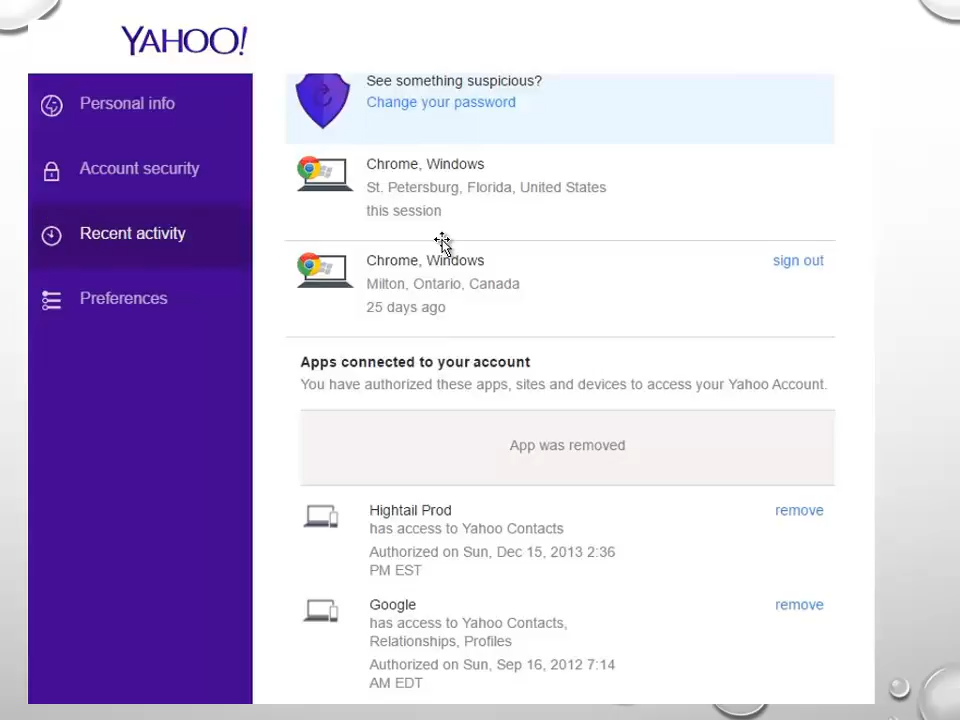 YAHOO!
Personal info
Account security
Recent activity
Preferences
See something suspicious?
Change your password
Chrome, Windows
St. Petersburg, Florida, United States
this session
Chrome, Windows
sign out
Milton, Ontario, Canada
25 days ago
Apps connected to your account
You have authorized these apps, sites and devices to access your Yahoo Account.
App was removed
Hightail Prod
remove
has access to Yahoo Contacts
Authorized on Sun, Dec 15, 2013 2:36
PM EST
Google
remove
has access to Yahoo Contacts,
Relationships, Profiles
Authorized on Sun, Sep 16, 2012 7:14
AM EDT